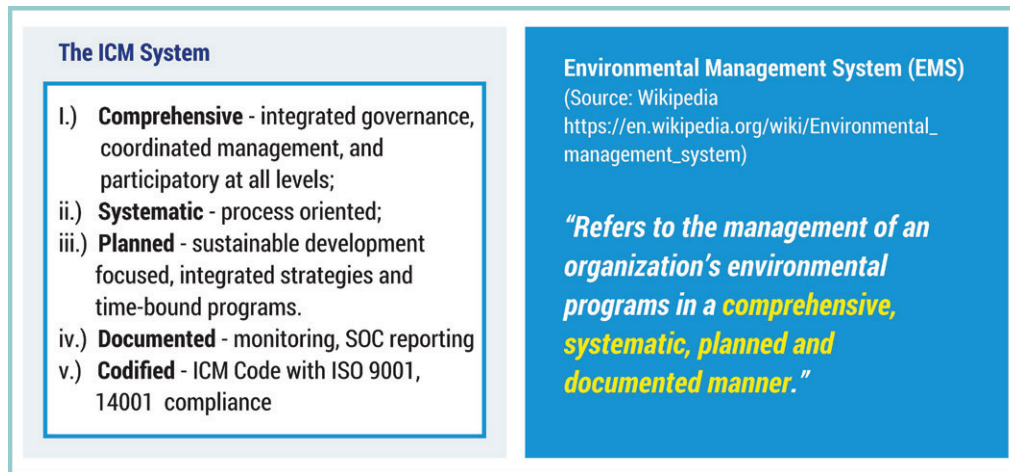 The ICM System
I.) Comprehensive - integrated governance,
coordinated management, and
participatory at all levels;
ii.) Systematic - process oriented;
iii.) Planned - sustainable development
focused, integrated strategies and
time-bound programs.
iv.) Documented - monitoring, SOC reporting
v.) Codified - ICM Code with ISO 9001,
14001 compliance
Environmental Management System (EMS)
(Source: Wikipedia
https://en.wikipedia.org/wiki/Environmental_
management_system)
“Refers to the management of an
organization’s environmental
programs in a comprehensive,
systematic, planned and
documented manner.”